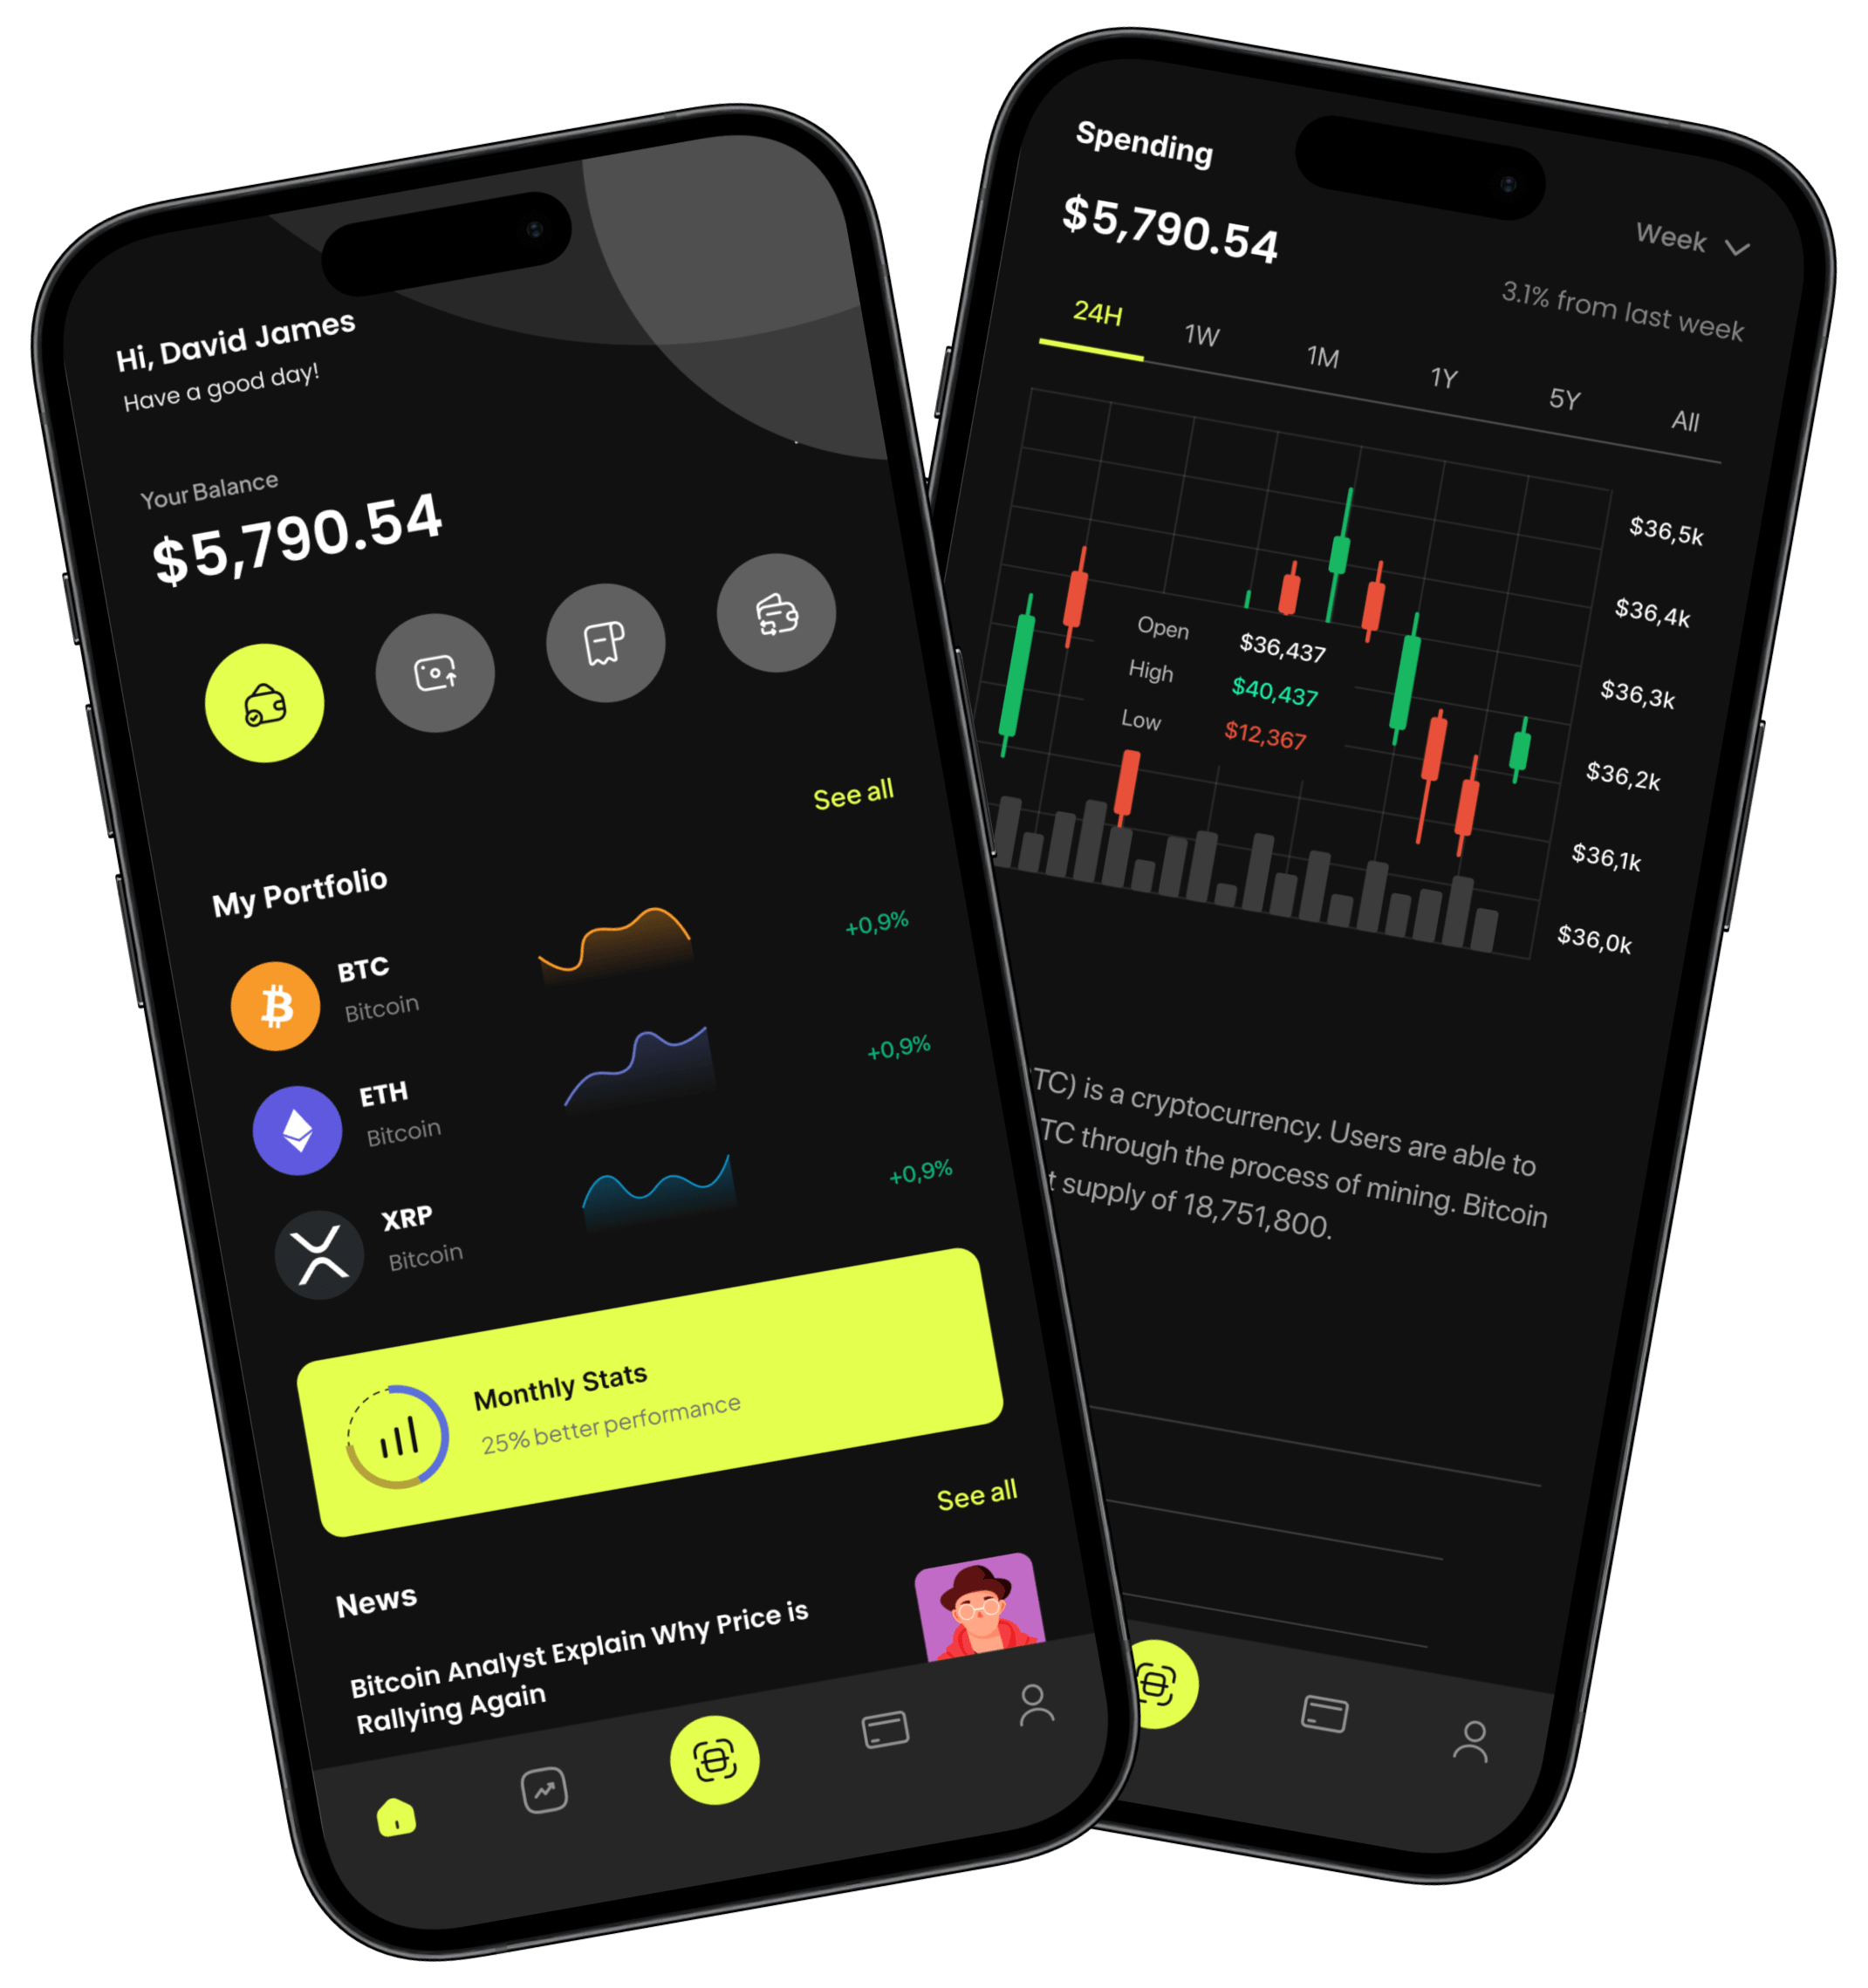 Hi, David James
Have a good day!
Your Balance
$5,790.54
See all
My Portfolio
BTC
Bitcoin
+0,9%
ETH
Bitcoin
+0,9%
XRP
Bitcoin
+0,9%
Monthly Stats
25% better performance
See all
News
Bitcoin Analyst Explain Why Price is
Rallying Again
Spending
$5,790.54
Week
3.1% from last week
24H 1W 1M 1Y 5Y All
$36,5k
$36,4k
$36,3k
$36,2k
$36,1k
$36,0k
Open $36,437
High $40,437
Low $12,367
TC) is a cryptocurrency. Users are able to
TC through the process of mining. Bitcoin
t supply of 18,751,800.